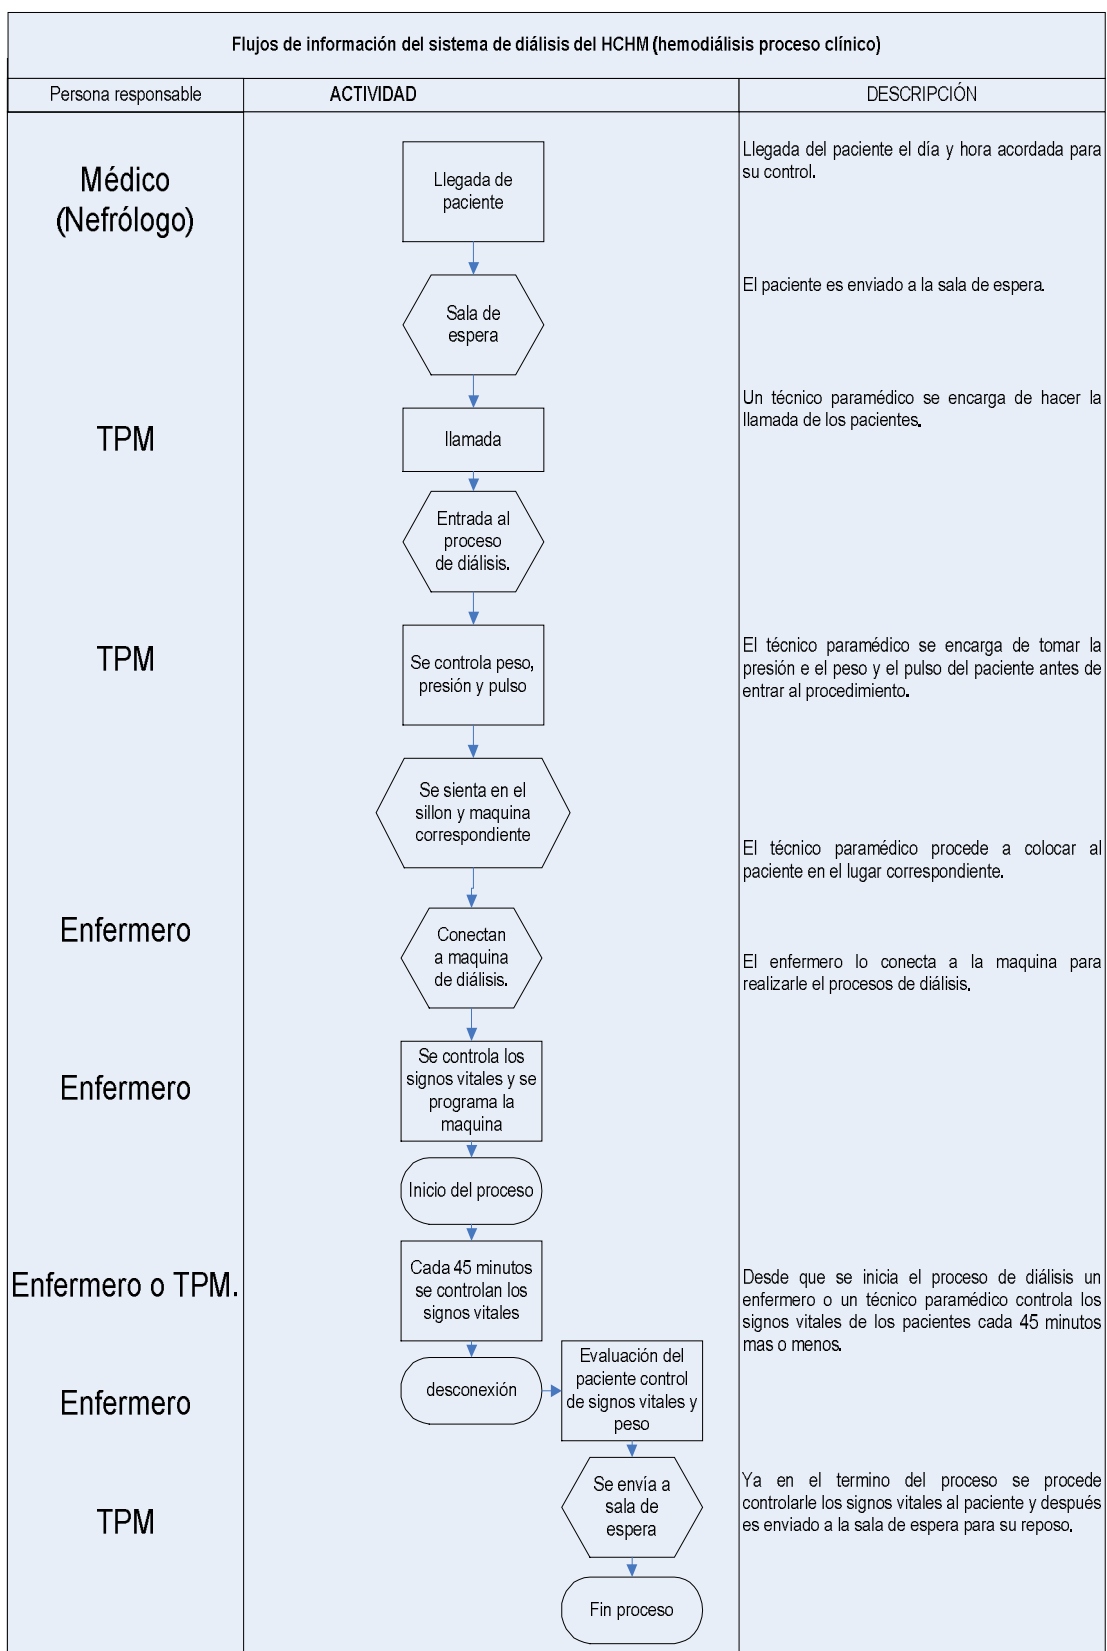 Flujos de información del sistema de diálisis del HCHM (hemodiálisis proceso clínico)
Persona responsable
ACTIVIDAD
DESCRIPCIÓN
Médico
(Nefrólogo)
Llegada de
paciente
Llegada del paciente el día y hora acordada para
su control.
Sala de
espera
El paciente es enviado a la sala de espera.
TPM
llamada
Un técnico paramédico se encarga de hacer la
llamada de los pacientes.
Entrada al
proceso
de diálisis.
TPM
Se controla peso,
presión y pulso
El técnico paramédico se encarga de tomar la
presión e el peso y el pulso del paciente antes de
entrar al procedimiento.
Se sienta en el
sillon y maquina
correspondiente
El técnico paramédico procede a colocar al
paciente en el lugar correspondiente.
Enfermero
Conectan
a maquina
de diálisis.
El enfermero lo conecta a la maquina para
realizarle el procesos de diálisis.
Enfermero
Se controla los
signos vitales y se
programa la
maquina
Inicio del proceso
Enfermero o TPM.
Cada 45 minutos
se controlan los
signos vitales
Desde que se inicia el proceso de diálisis un
enfermero o un técnico paramédico controla los
signos vitales de los pacientes cada 45 minutos
mas o menos.
Enfermero
desconexión
Evaluación del
paciente control
de signos vitales y
peso
TPM
Se envía a
sala de
espera
Ya en el termino del proceso se procede
controlarle los signos vitales al paciente y después
es enviado a la sala de espera para su reposo.
Fin proceso